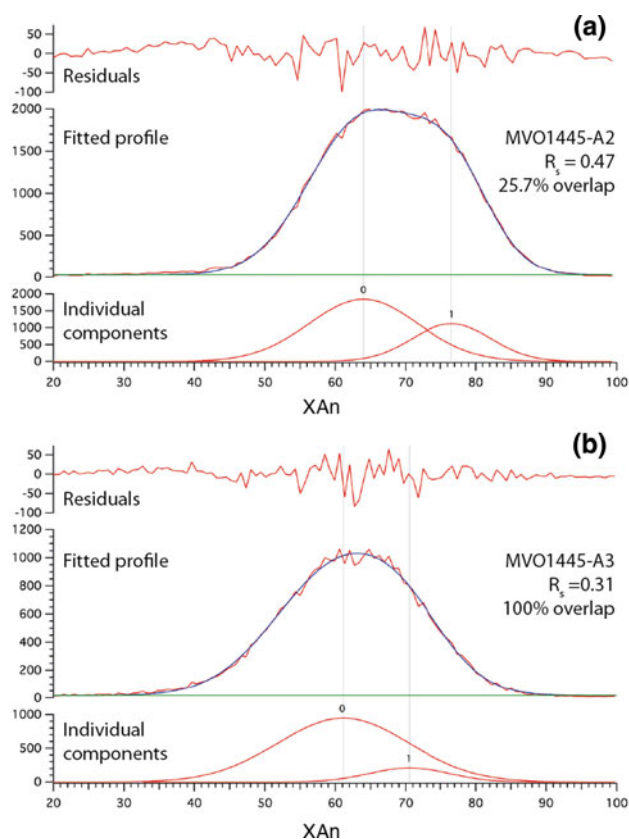 (a)
50
0
-50
-100
Residuals
2000
1500
1000
500
0
Fitted profile
MVO1445-A2
Rs = 0.47
25.7% overlap
2000
1500
1000
500
0
Individual
components
0
1
20 30 40 50 60 70 80 90 100
XAn
(b)
50
0
-50
-100
Residuals
1200
1000
800
600
400
200
0
Fitted profile
MVO1445-A3
Rs =0.31
100% overlap
1000
500
0
Individual
components
0
1
20 30 40 50 60 70 80 90 100
XAn